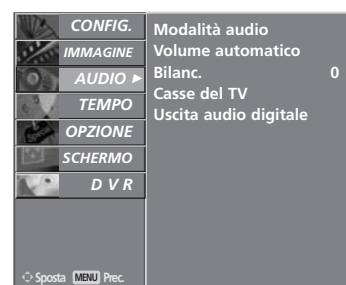 CONFIG.
IMMAGINE
AUDIO ►
TEMPO
OPZIONE
SCHERMO
D V R
Modalità audio
Volume automatico
Bilanc. 0
Casse del TV
Uscita audio digitale
Sposta MENU Prec.